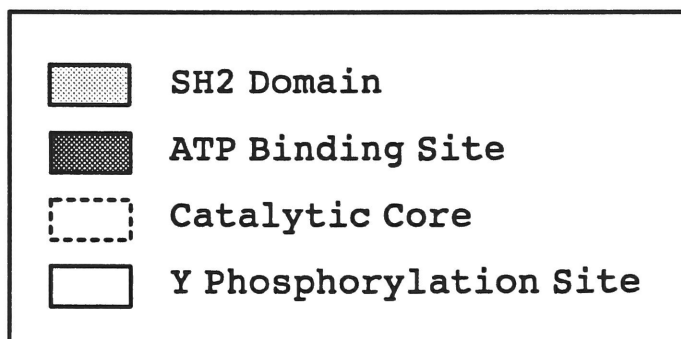 SH2 Domain
ATP Binding Site
Catalytic Core
Y Phosphorylation Site